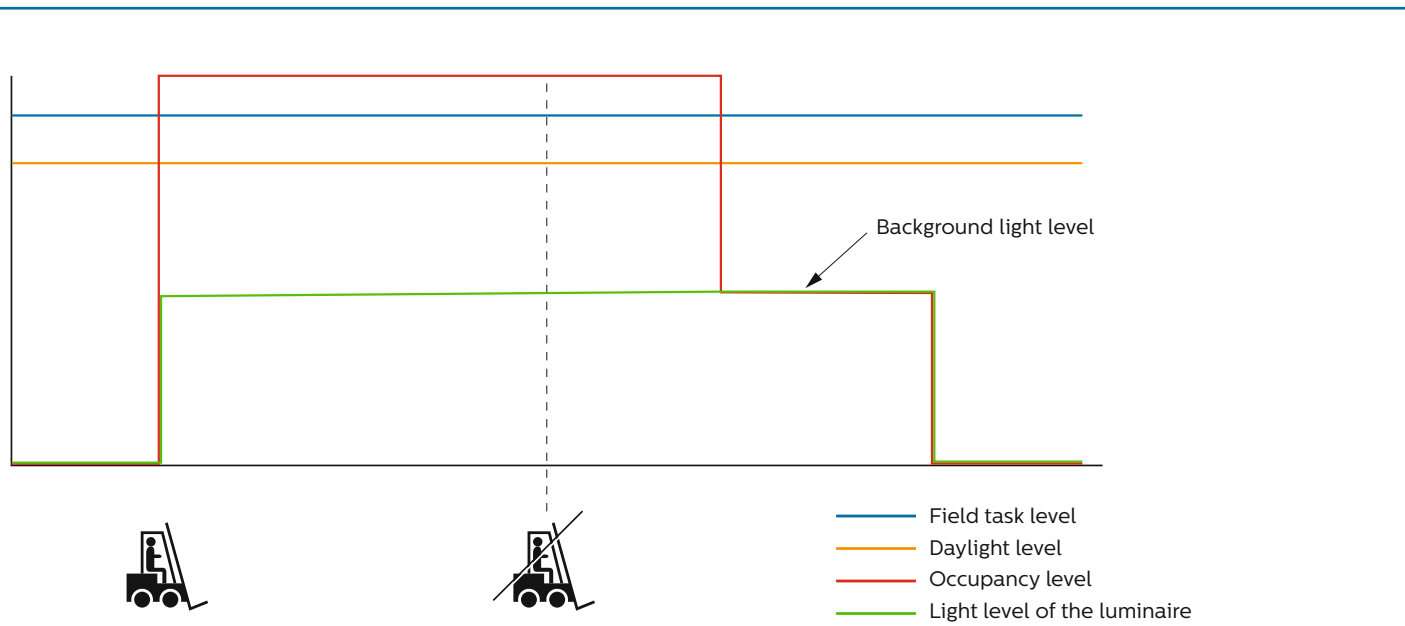 Background light level
Field task level
Daylight level
Occupancy level
Light level of the luminaire